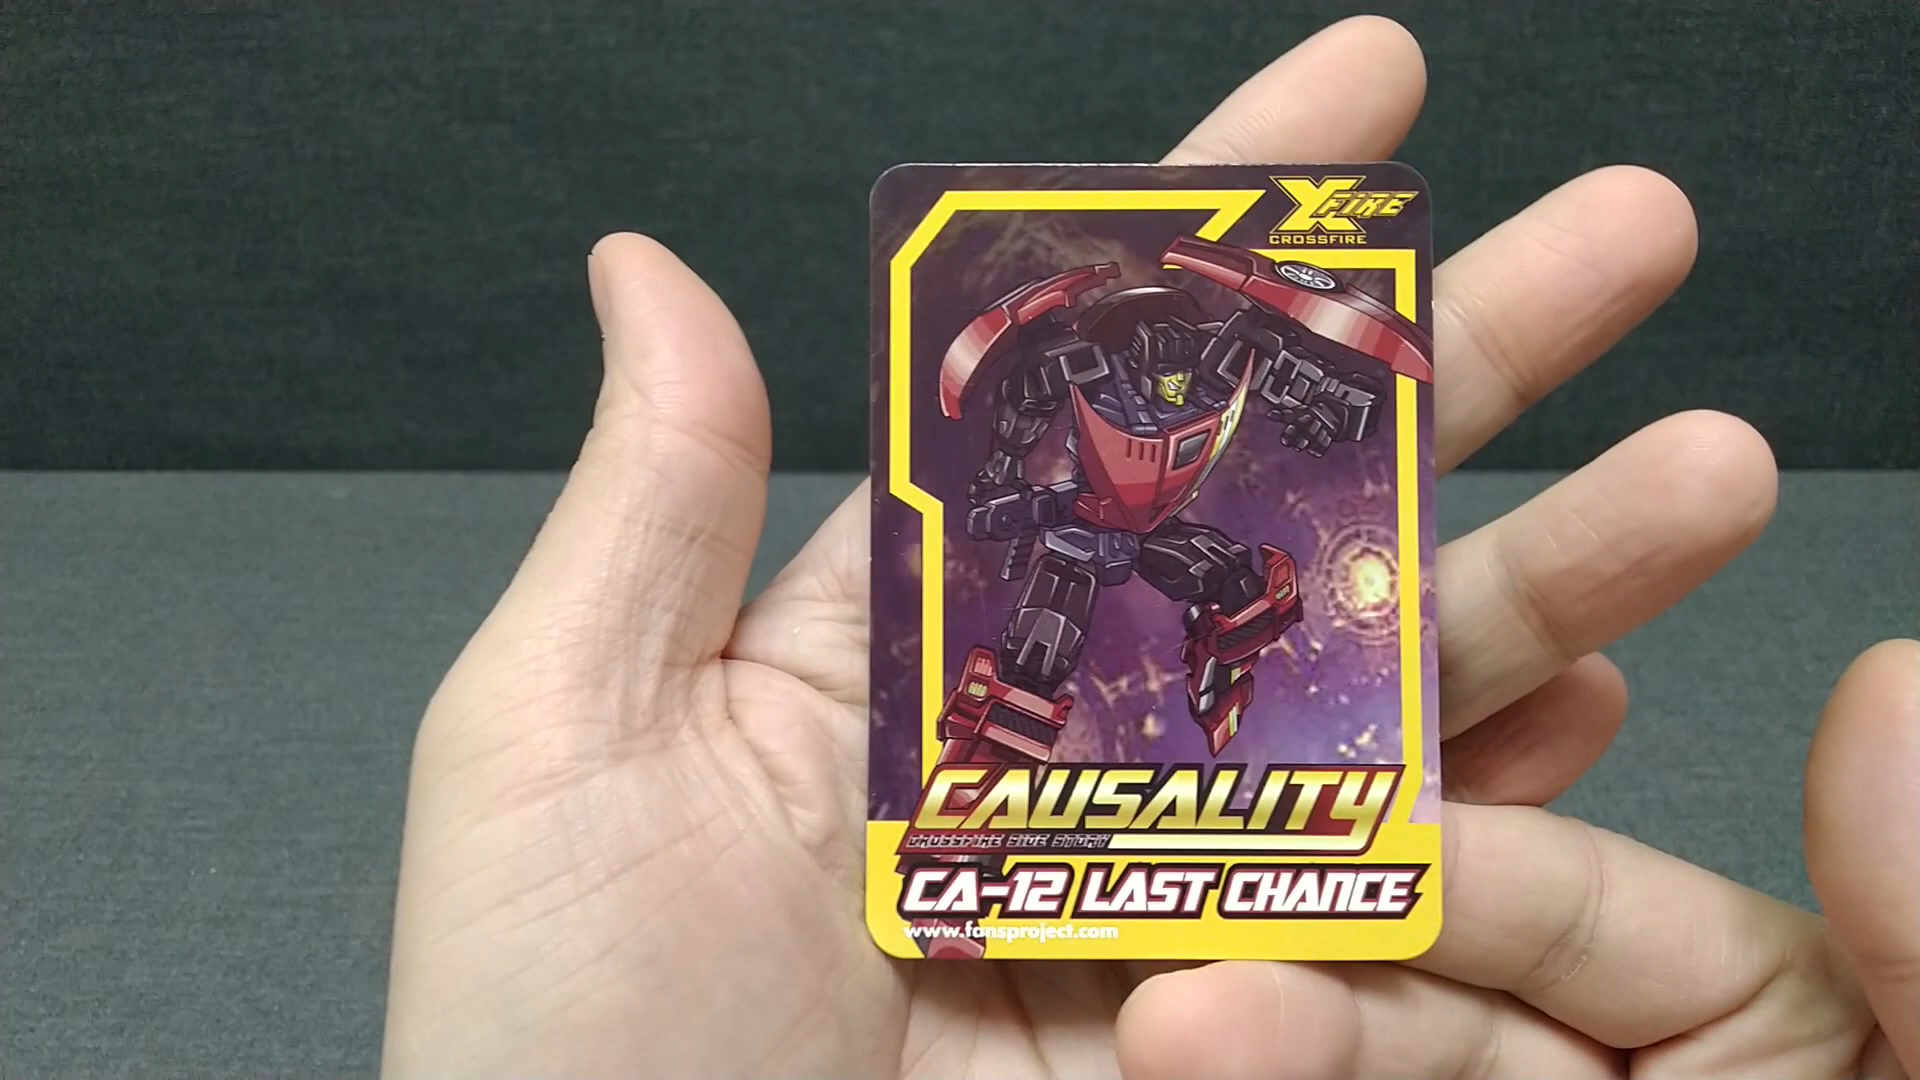 X FIRE
CROSSFIRE
CAUSALITY
CROSSFIRE SIDE STORY
CA-12 LAST CHANCE
www.fansproject.com